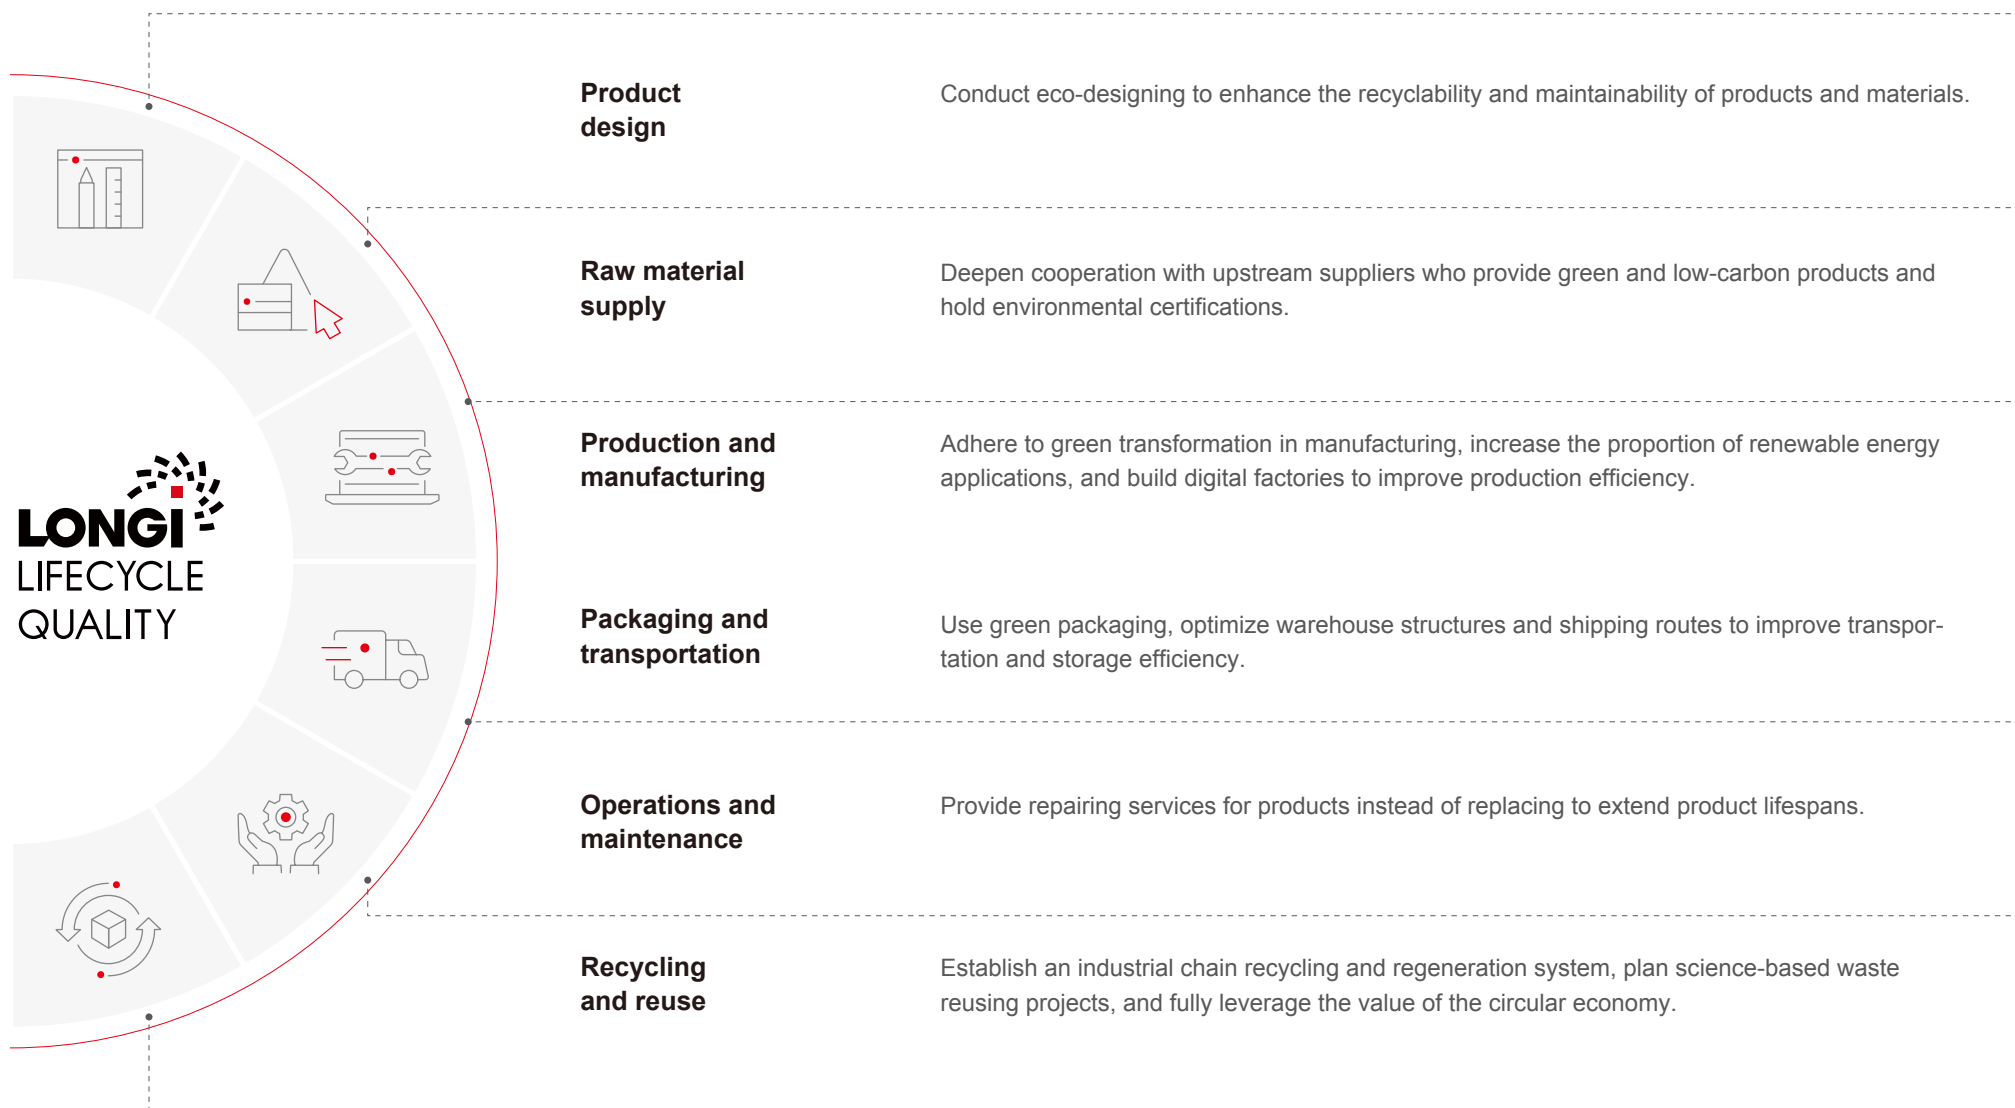 LONGI
LIFECYCLE
QUALITY
Product
design
Conduct eco-designing to enhance the recyclability and maintainability of products and materials.
Raw material
supply
Deepen cooperation with upstream suppliers who provide green and low-carbon products and
hold environmental certifications.
Production and
manufacturing
Adhere to green transformation in manufacturing, increase the proportion of renewable energy
applications, and build digital factories to improve production efficiency.
Packaging and
transportation
Use green packaging, optimize warehouse structures and shipping routes to improve transpor-
tation and storage efficiency.
Operations and
maintenance
Provide repairing services for products instead of replacing to extend product lifespans.
Recycling
and reuse
Establish an industrial chain recycling and regeneration system, plan science-based waste
reusing projects, and fully leverage the value of the circular economy.